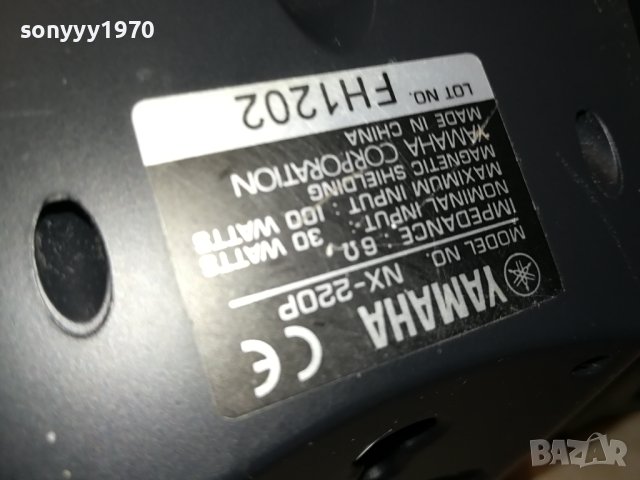 sonyyy1970
YAMAHA
CE
MODEL NO. NX-220P
IMPEDANCE : 6Ω
NOMINAL INPUT : 30 WATTS
MAXIMUM INPUT : 100 WATTS
MAGNETIC SHIELDING
YAMAHA CORPORATION
MADE IN CHINA
LOT NO. FH1202
BAZAR